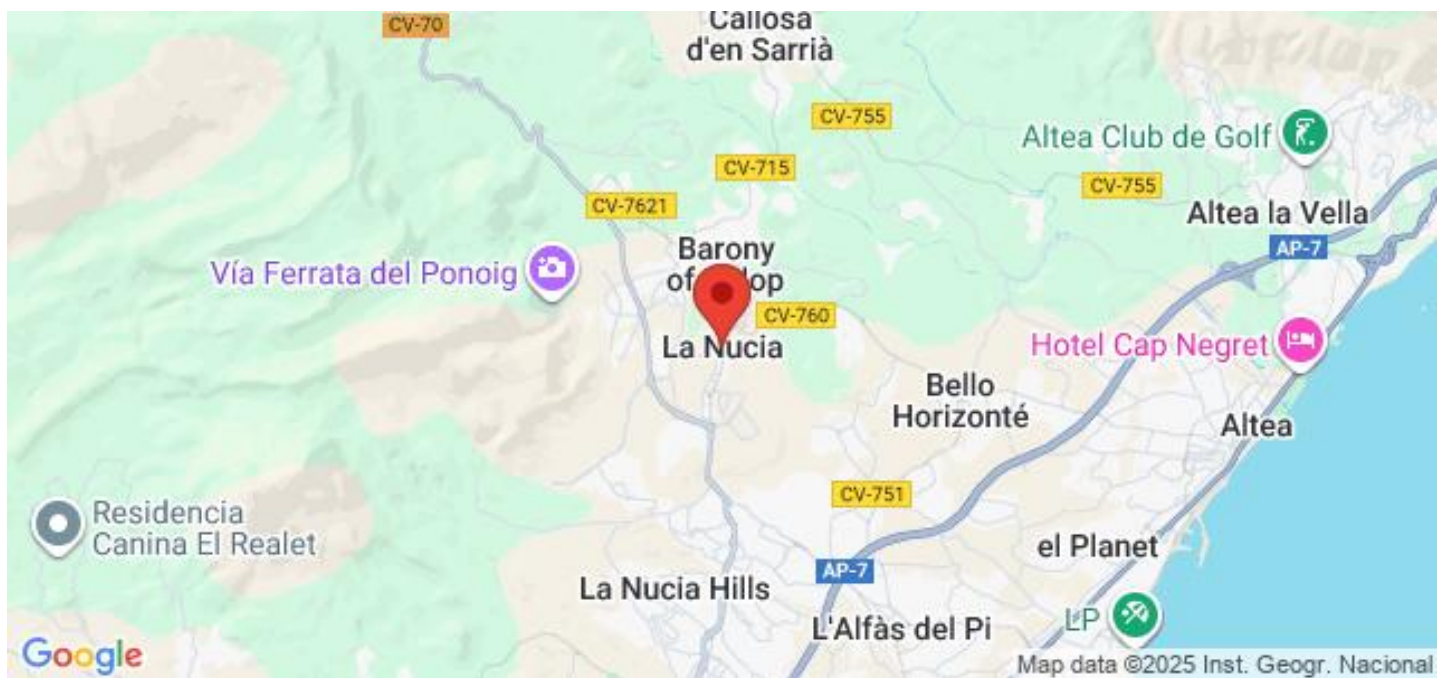 CV-70
Callosa
d'en Sarrià
CV-755
Altea Club de Golf
CV-715
CV-755
CV-7621
Altea la Vella
Barony
AP-7
Vía Ferrata del Ponoig
CV-760
La Nucia
Hotel Cap Negret
Bello
Horizonté
Altea
CV-751
Residencia
Canina El Realet
el Planet
AP-7
La Nucia Hills
L'Alfàs del Pi
LP
Google
Map data ©2025 Inst. Geogr. Nacional